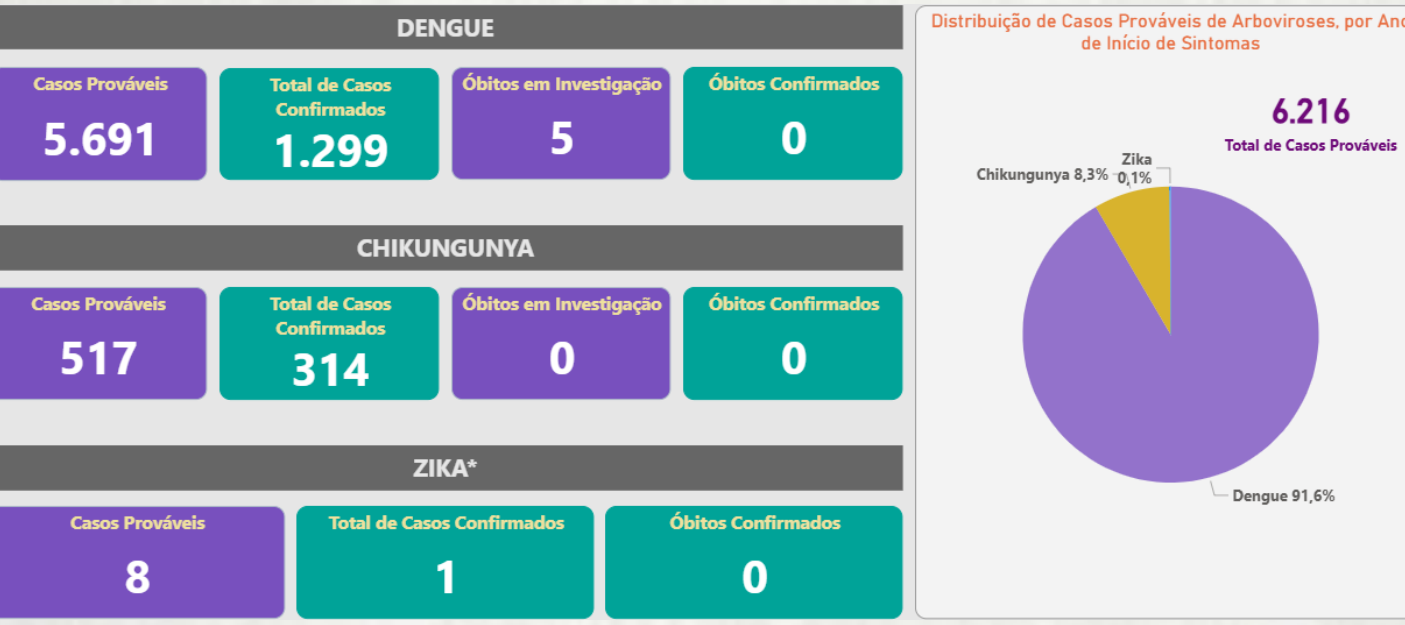 DENGUE
Casos Prováveis
5.691
Total de Casos
Confirmados
1.299
Óbitos em Investigação
5
Óbitos Confirmados
0
CHIKUNGUNYA
Casos Prováveis
517
Total de Casos
Confirmados
314
Óbitos em Investigação
0
Óbitos Confirmados
0
ZIKA*
Casos Prováveis
8
Total de Casos Confirmados
1
Óbitos Confirmados
0
Distribuição de Casos Prováveis de Arboviroses, por Ano
de Início de Sintomas
6.216
Total de Casos Prováveis
Zika
0,1%
Chikungunya 8,3%
Dengue 91,6%